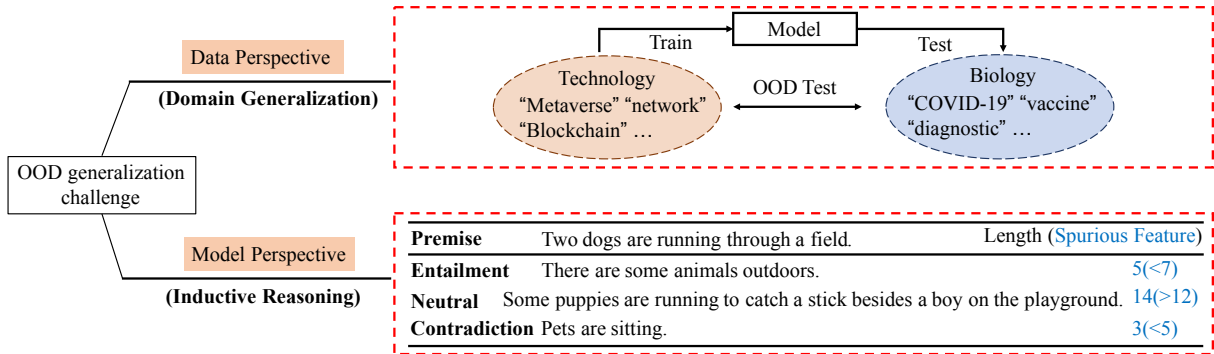 Data Perspective
(Domain Generalization)
OOD generalization
challenge
Model Perspective
(Inductive Reasoning)
Model
Train
Test
Technology
“Metaverse” “network”
“Blockchain” …
OOD Test
Biology
“COVID-19” “vaccine”
“diagnostic” …
Premise Two dogs are running through a field. Length (Spurious Feature)
Entailment There are some animals outdoors. 5(<7)
Neutral Some puppies are running to catch a stick besides a boy on the playground. 14(>12)
Contradiction Pets are sitting. 3(<5)